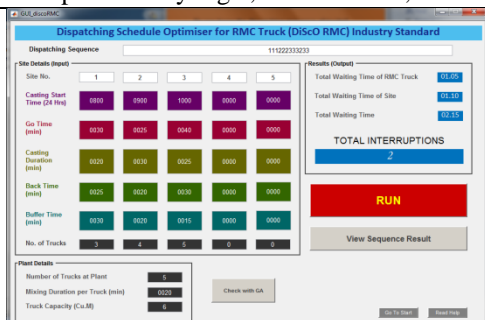 GUI_discoRMC
Dispatching Schedule Optimiser for RMC Truck (DiSCO RMC) Industry Standard
Dispatching Sequence 111222333233
Site Details (Input)
Site No. 1 2 3 4 5
Casting Start Time (24 Hrs) 0800 0900 1000 0000 0000
Go Time (min) 0030 0025 0040 0000 0000
Casting Duration (min) 0020 0030 0025 0000 0000
Back Time (min) 0025 0020 0030 0000 0000
Buffer Time (min) 0030 0020 0015 0000 0000
No. of Trucks 3 4 5 0 0
Plant Details
Number of Trucks at Plant 5
Mixing Duration per Truck (min) 0020
Truck Capacity (Cu.M) 6
Check with GA
Results (Output)
Total Waiting Time of RMC Truck 01.05
Total Waiting Time of Site 01.10
Total Waiting Time 02.15
TOTAL INTERRUPTIONS
2
RUN
View Sequence Result
Go To Start Read Help